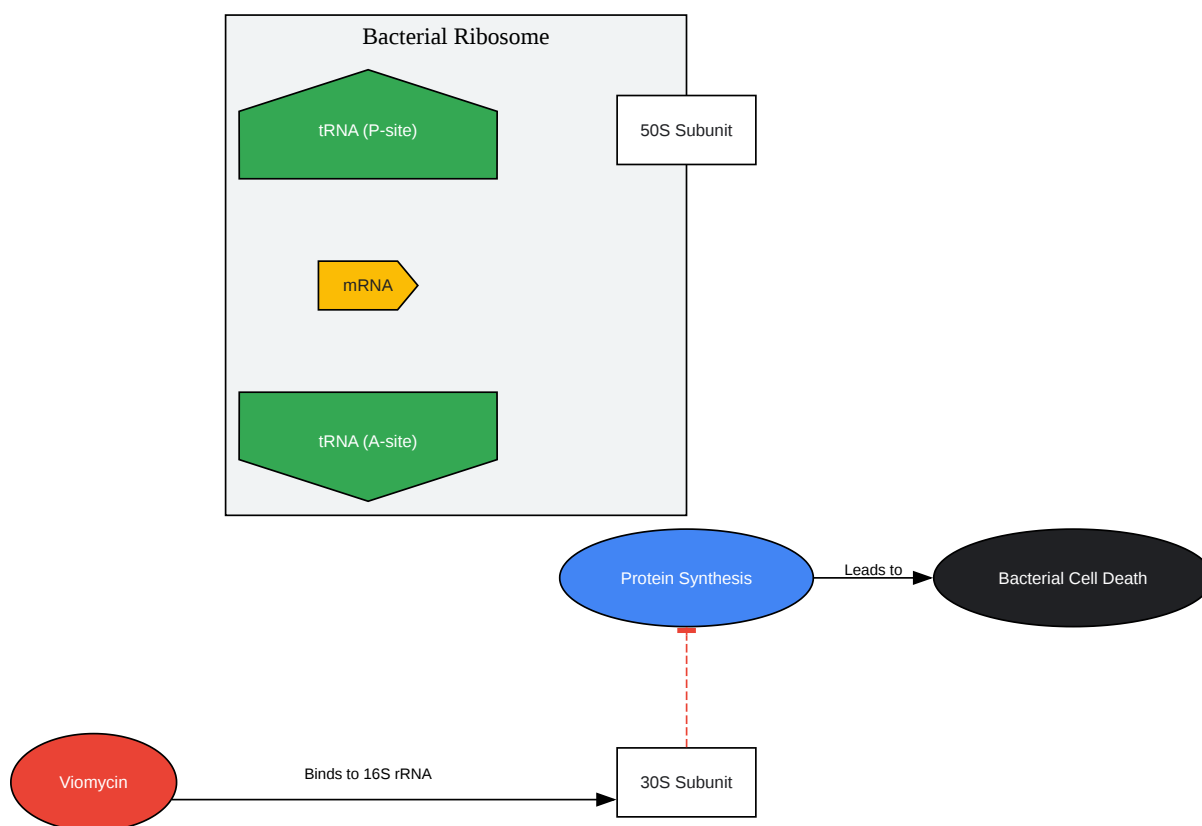 Bacterial Ribosome
tRNA (P-site)
50S Subunit
mRNA
tRNA (A-site)
Protein Synthesis
Leads to
Bacterial Cell Death
Binds to 16S rRNA
Viomycin
30S Subunit